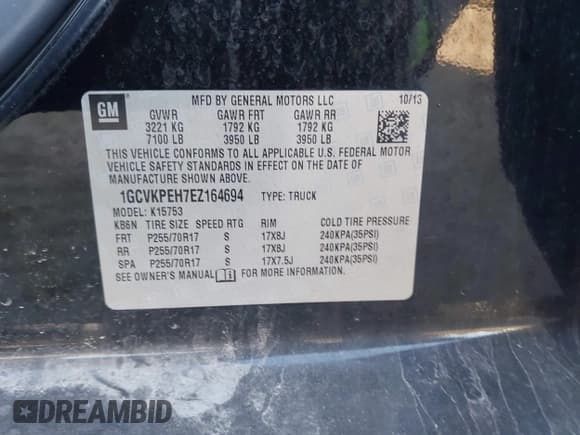 GM
MFD BY GENERAL MOTORS LLC 10/13
GVWR GAWR FRT GAWR RR
3221 KG 1792 KG 1792 KG
7100 LB 3950 LB 3950 LB
THIS VEHICLE CONFORMS TO ALL APPLICABLE U.S. FEDERAL MOTOR
VEHICLE SAFETY STANDARDS IN EFFECT ON THE DATE OF
MANUFACTURE SHOWN ABOVE.
1GCVKPEH7EZ164694 TYPE: TRUCK
MODEL: K15753
KB6N TIRE SIZE SPEED RTG RIM COLD TIRE PRESSURE
FRT P255/70R17 S 17X8J 240KPA(35PSI)
RR P255/70R17 S 17X8J 240KPA(35PSI)
SPA P255/70R17 S 17X7.5J 240KPA(35PSI)
SEE OWNER'S MANUAL FOR MORE INFORMATION.
DREAMBID